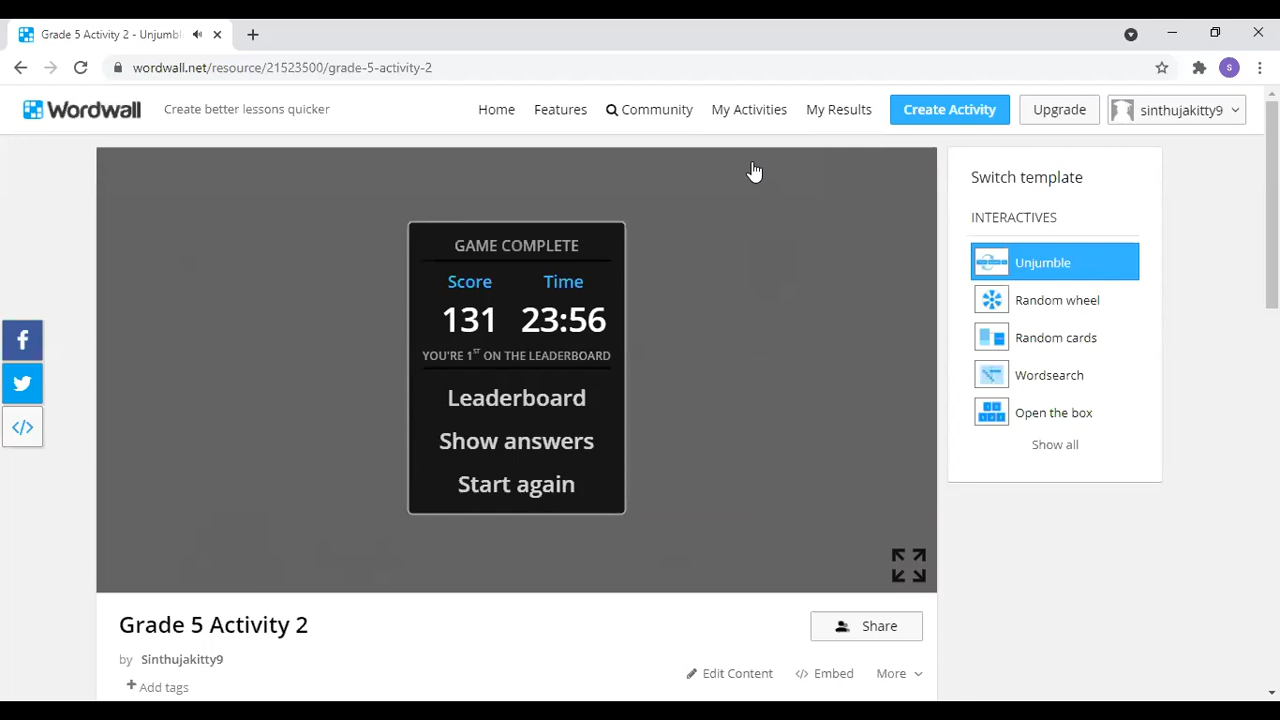 Grade 5 Activity 2 - Unjumbl
wordwall.net/resource/21523500/grade-5-activity-2
S
Wordwall
Create better lessons quicker
Home
Features
Community
My Activities
My Results
Create Activity
Upgrade
sinthujakitty9
GAME COMPLETE
Score Time
131 23:56
YOU'RE 1ST ON THE LEADERBOARD
Leaderboard
Show answers
Start again
Switch template
INTERACTIVES
Unjumble
Random wheel
Random cards
Wordsearch
Open the box
Show all
f
</>
Grade 5 Activity 2
Share
by Sinthujakitty9
Edit Content
</> Embed
More
+ Add tags